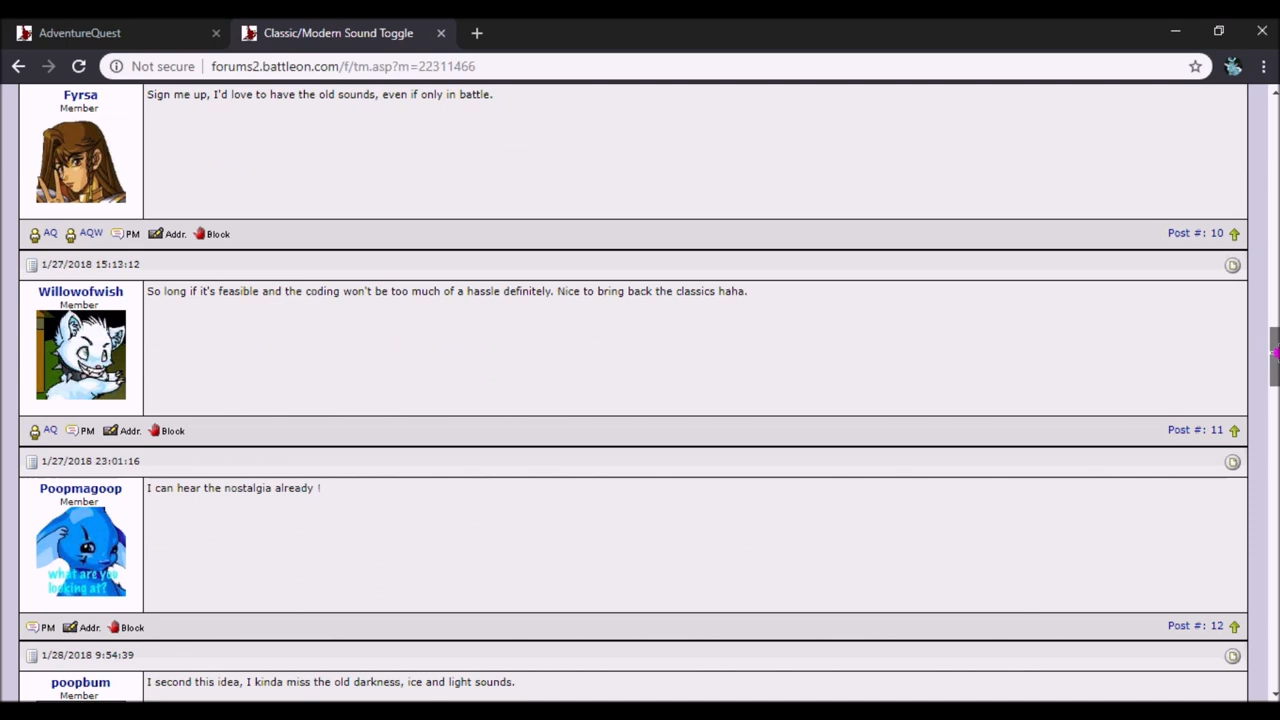 AdventureQuest
Classic/Modern Sound Toggle
Not secure forums2.battleon.com/f/tm.asp?m=22311466
Fyrsa
Member
Sign me up, I'd love to have the old sounds, even if only in battle.
AQ AQW PM Addr. Block
Post #: 10
1/27/2018 15:13:12
Willowofwish
Member
So long if it's feasible and the coding won't be too much of a hassle definitely. Nice to bring back the classics haha.
AQ PM Addr. Block
Post #: 11
1/27/2018 23:01:16
Poopmagoop
Member
I can hear the nostalgia already !
what are you
looking at?
PM Addr. Block
Post #: 12
1/28/2018 9:54:39
poopbum
Member
I second this idea, I kinda miss the old darkness, ice and light sounds.